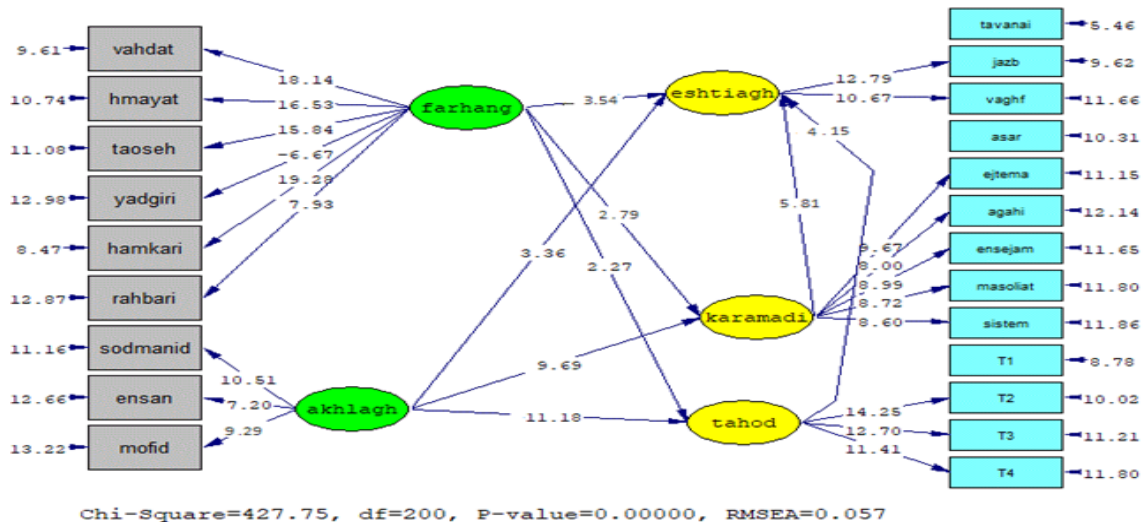 9.61 vahdat
10.74 hmayat
11.08 taoseh
12.98 yadgiri
8.47 hamkari
12.87 rahbari
11.16 sodmanid
12.66 ensan
13.22 mofid
18.14
16.53
15.84
-6.67
19.28
7.93
10.51
7.20
9.29
farhang
akhlagh
3.54
3.36
2.79
2.27
9.69
11.18
eshtiagh
karamadi
tahod
4.15
5.81
12.79
10.67
9.67
8.00
8.99
8.72
8.60
14.25
12.70
11.41
tavanai 5.46
jazb 9.62
vaghf 11.66
asar 10.31
ejtema 11.15
agahi 12.14
ensejam 11.65
masoliat 11.80
sistem 11.86
T1 8.78
T2 10.02
T3 11.21
T4 11.80
Chi-Square=427.75, df=200, P-value=0.00000, RMSEA=0.057